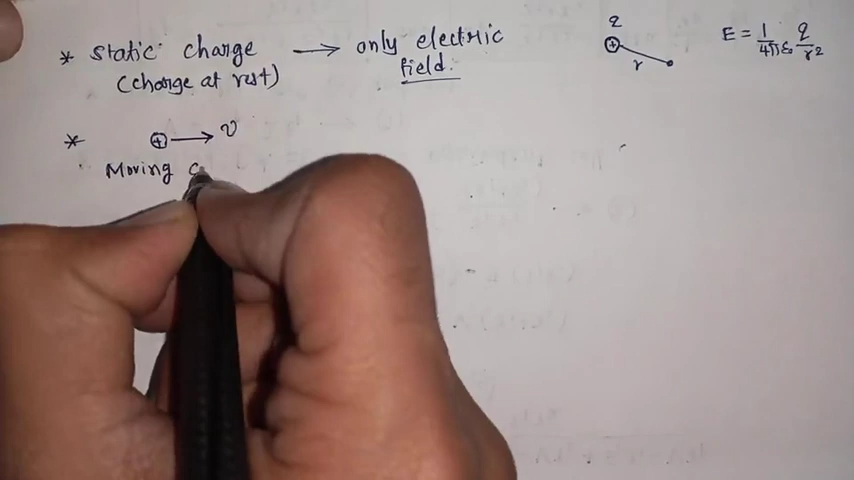 * Static charge → only electric field.
(charge at rest)
q
+
r
E = 1/4πε₀ q/r2
* + → v
Moving c